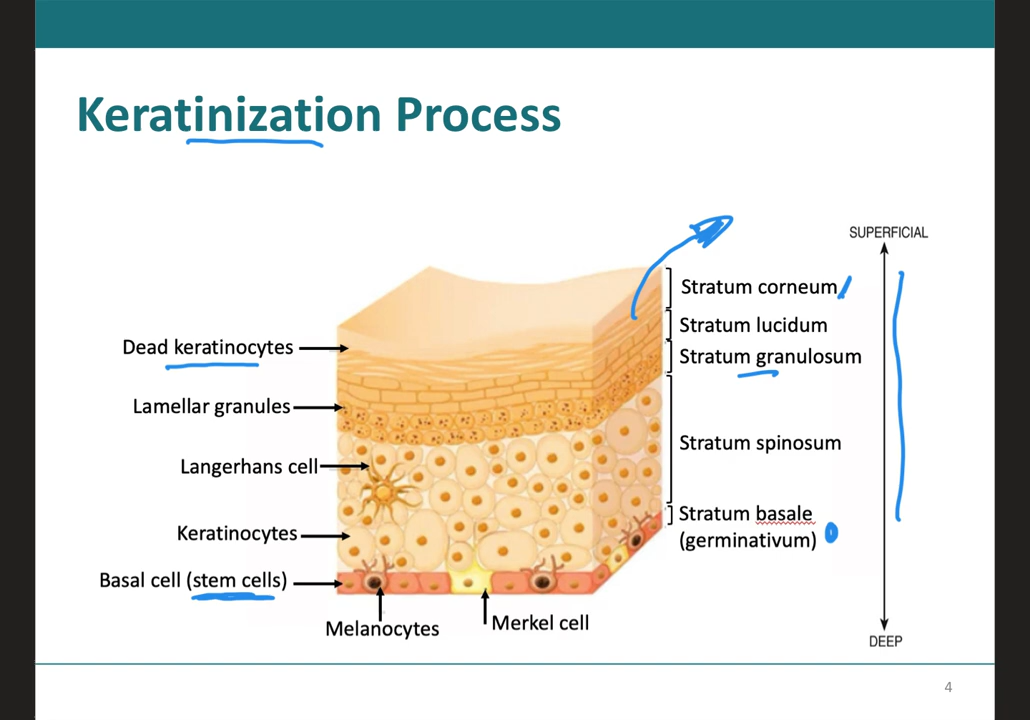 Keratinization Process
SUPERFICIAL
Stratum corneum
Stratum lucidum
Dead keratinocytes
Stratum granulosum
Lamellar granules
Stratum spinosum
Langerhans cell
Stratum basale
(germinativum)
Keratinocytes
Basal cell (stem cells)
Melanocytes
Merkel cell
DEEP
4